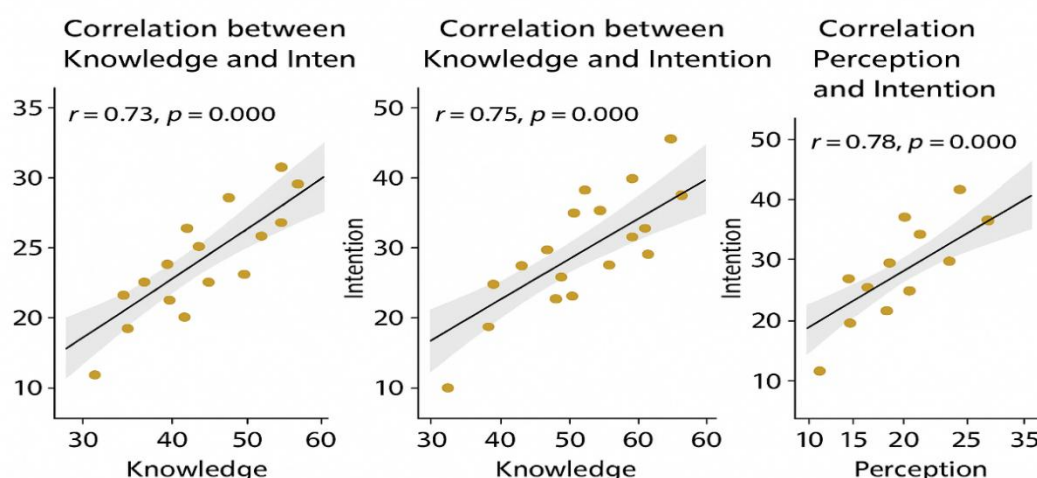 Correlation between
Knowledge and Inten
r = 0.73, p = 0.000
35
30
25
20
10
30 40 50 60
Knowledge
Correlation between
Knowledge and Intention
r = 0.75, p = 0.000
Intention
50
40
30
20
10
30 40 50 60 60
Knowledge
Correlation
Perception
and Intention
r = 0.78, p = 0.000
Intention
50
40
30
20
10
10 15 20 25 35
Perception